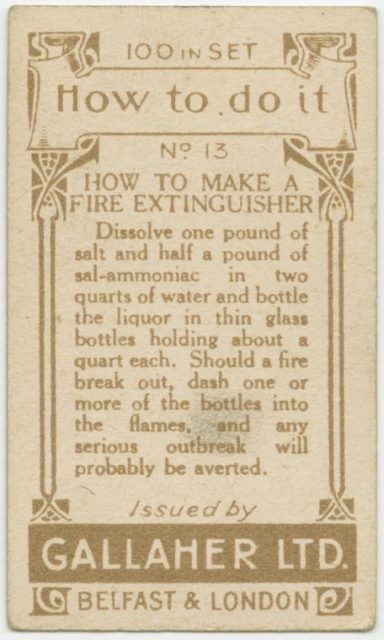 100 IN SET
How to do it
No 13
HOW TO MAKE A
FIRE EXTINGUISHER
Dissolve one pound of
salt and half a pound of
sal-ammoniac in two
quarts of water and bottle
the liquor in thin glass
bottles holding about a
quart each. Should a fire
break out, dash one or
more of the bottles into
the flames, and any
serious outbreak will
probably be averted.
Issued by
GALLAHER LTD.
BELFAST & LONDON